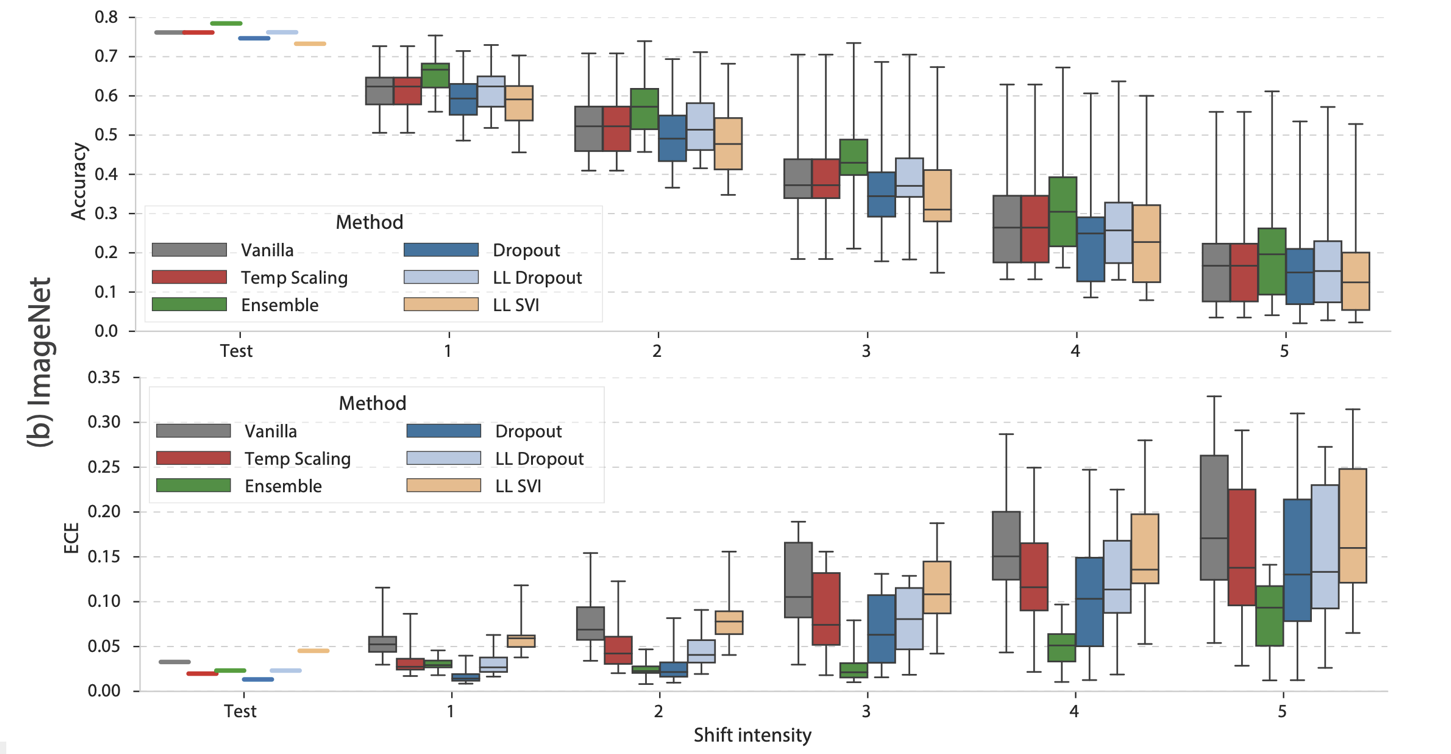 (b) ImageNet
Accuracy
0.8
0.7
0.6
0.5
0.4
0.3
0.2
0.1
0.0
Method
Vanilla
Temp Scaling
Ensemble
Dropout
LL Dropout
LL SVI
Test 1 2 3 4 5
ECE
0.35
0.30
0.25
0.20
0.15
0.10
0.05
0.00
Method
Vanilla
Temp Scaling
Ensemble
Dropout
LL Dropout
LL SVI
Test 1 2 3 4 5
Shift intensity